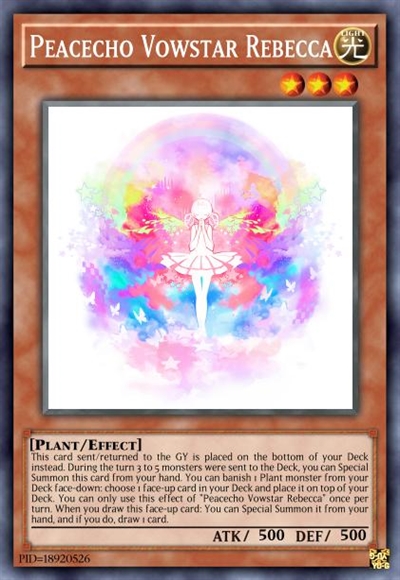 Peacecho Vowstar Rebecca
LIGHT
光
[Plant/Effect]
This card sent/returned to the GY is placed on the bottom of your Deck
instead. During the turn 3 to 5 monsters were sent to the Deck, you can Special
Summon this card from your hand. You can banish 1 Plant monster from your
Deck face-down: choose 1 face-up card in your Deck and place it on top of your
Deck. You can only use this effect of "Peacecho Vowstar Rebecca" once per
turn. When you draw this face-up card: You can Special Summon it from your
hand, and if you do, draw 1 card.
ATK/ 500 DEF/ 500
PID=18920526